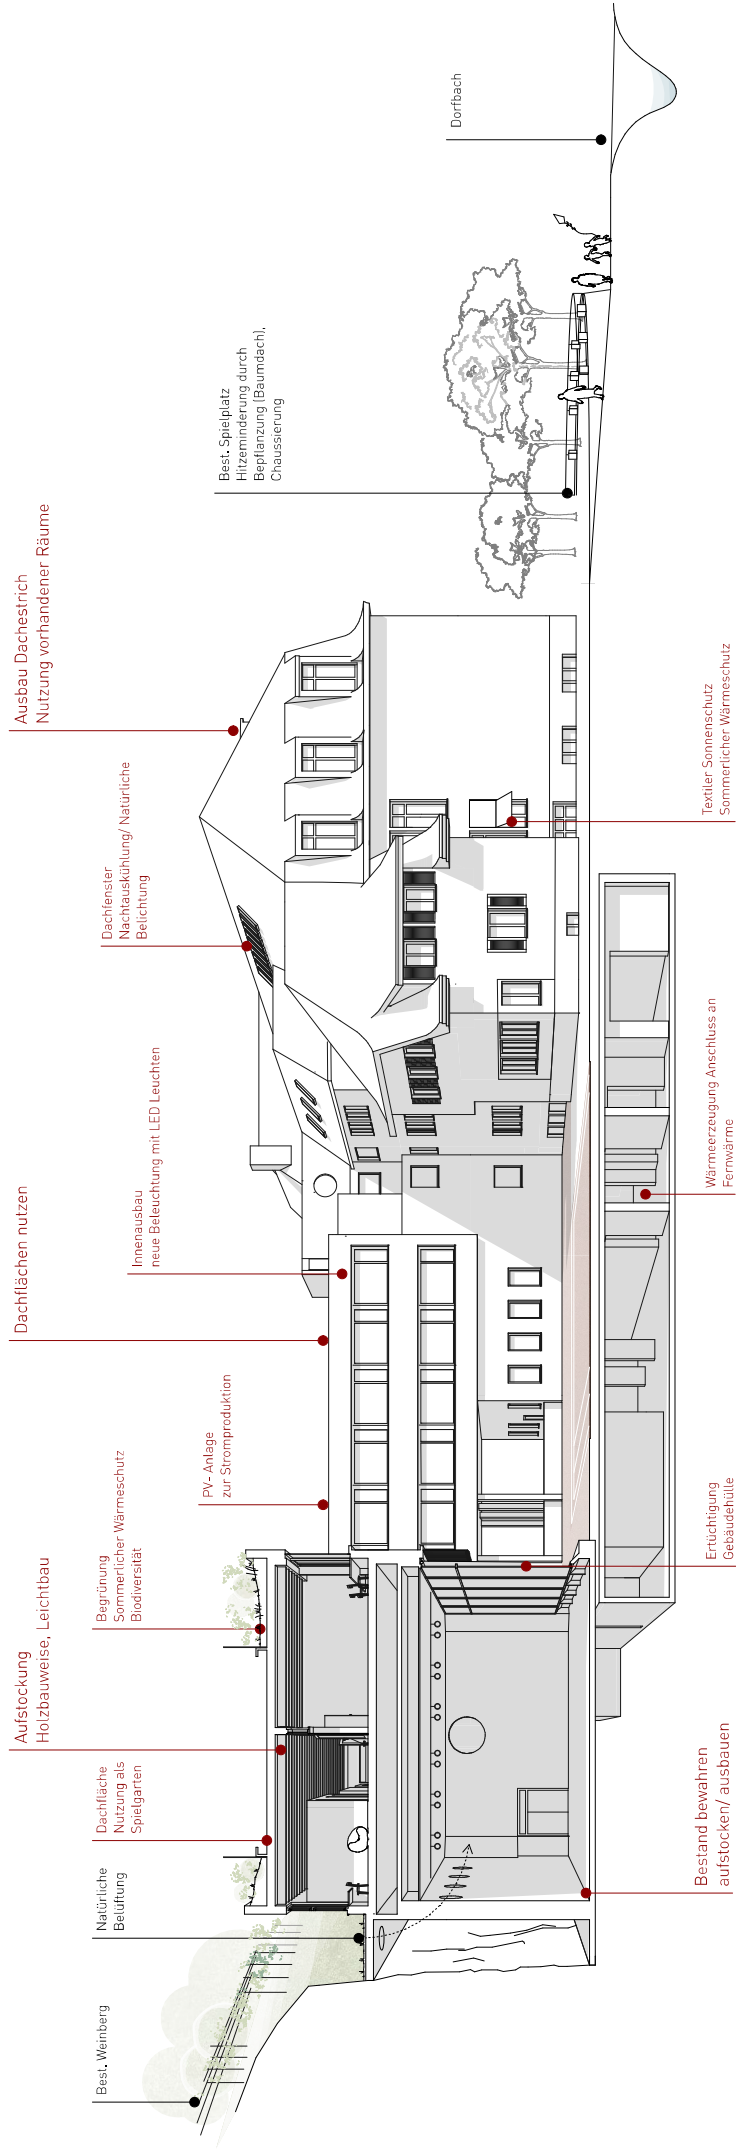 Best. Weinberg
Natürliche
Belüftung
Dachfläche
Nutzung als
Spielgarten
Aufstockung
Holzbauweise, Leichtbau
Begrünung
Sommerlicher Wärmeschutz
Biodiversität
PV- Anlage
zur Stromproduktion
Dachflächen nutzen
Innenausbau
neue Beleuchtung mit LED Leuchten
Dachfenster
Nachtauskühlung/ Natürliche
Belichtung
Ausbau Dachestrich
Nutzung vorhandener Räume
Best. Spielplatz
Hitzeminderung durch
Bepflanzung (Baumdach),
Chaussierung
Dorfbach
Bestand bewahren
aufstocken/ ausbauen
Ertüchtigung
Gebäudehülle
Wärmeerzeugung Anschluss an
Fernwärme
Textiler Sonnenschutz
Sommerlicher Wärmeschutz